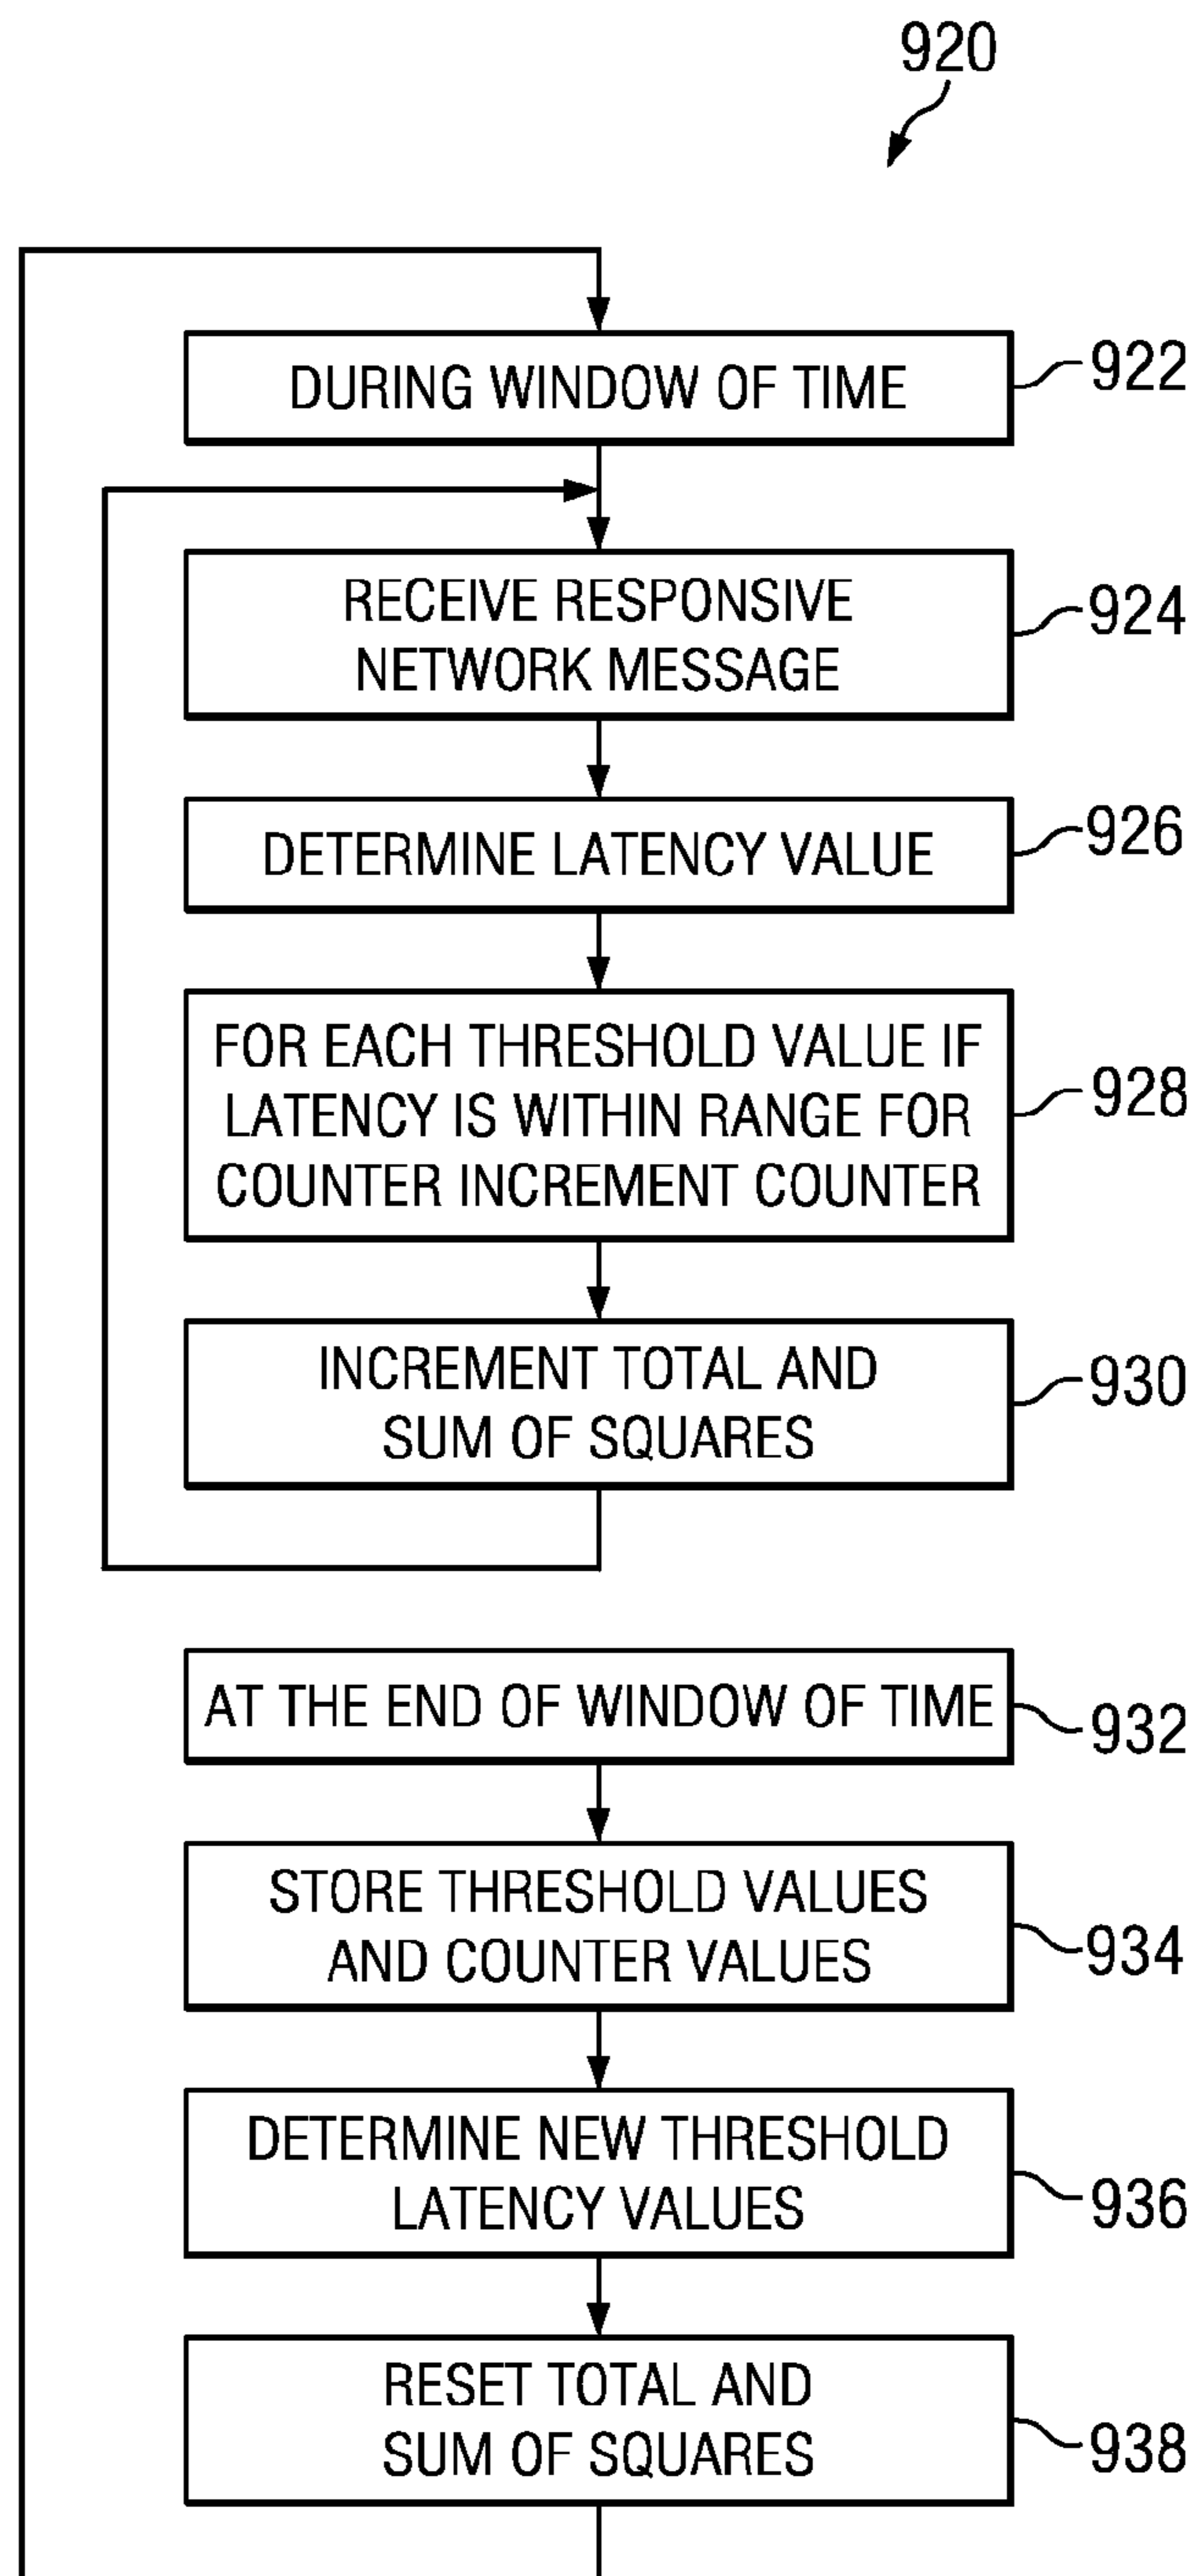 920
DURING WINDOW OF TIME
922
RECEIVE RESPONSIVE
NETWORK MESSAGE
924
DETERMINE LATENCY VALUE
926
FOR EACH THRESHOLD VALUE IF
LATENCY IS WITHIN RANGE FOR
COUNTER INCREMENT COUNTER
928
INCREMENT TOTAL AND
SUM OF SQUARES
930
AT THE END OF WINDOW OF TIME
932
STORE THRESHOLD VALUES
AND COUNTER VALUES
934
DETERMINE NEW THRESHOLD
LATENCY VALUES
936
RESET TOTAL AND
SUM OF SQUARES
938